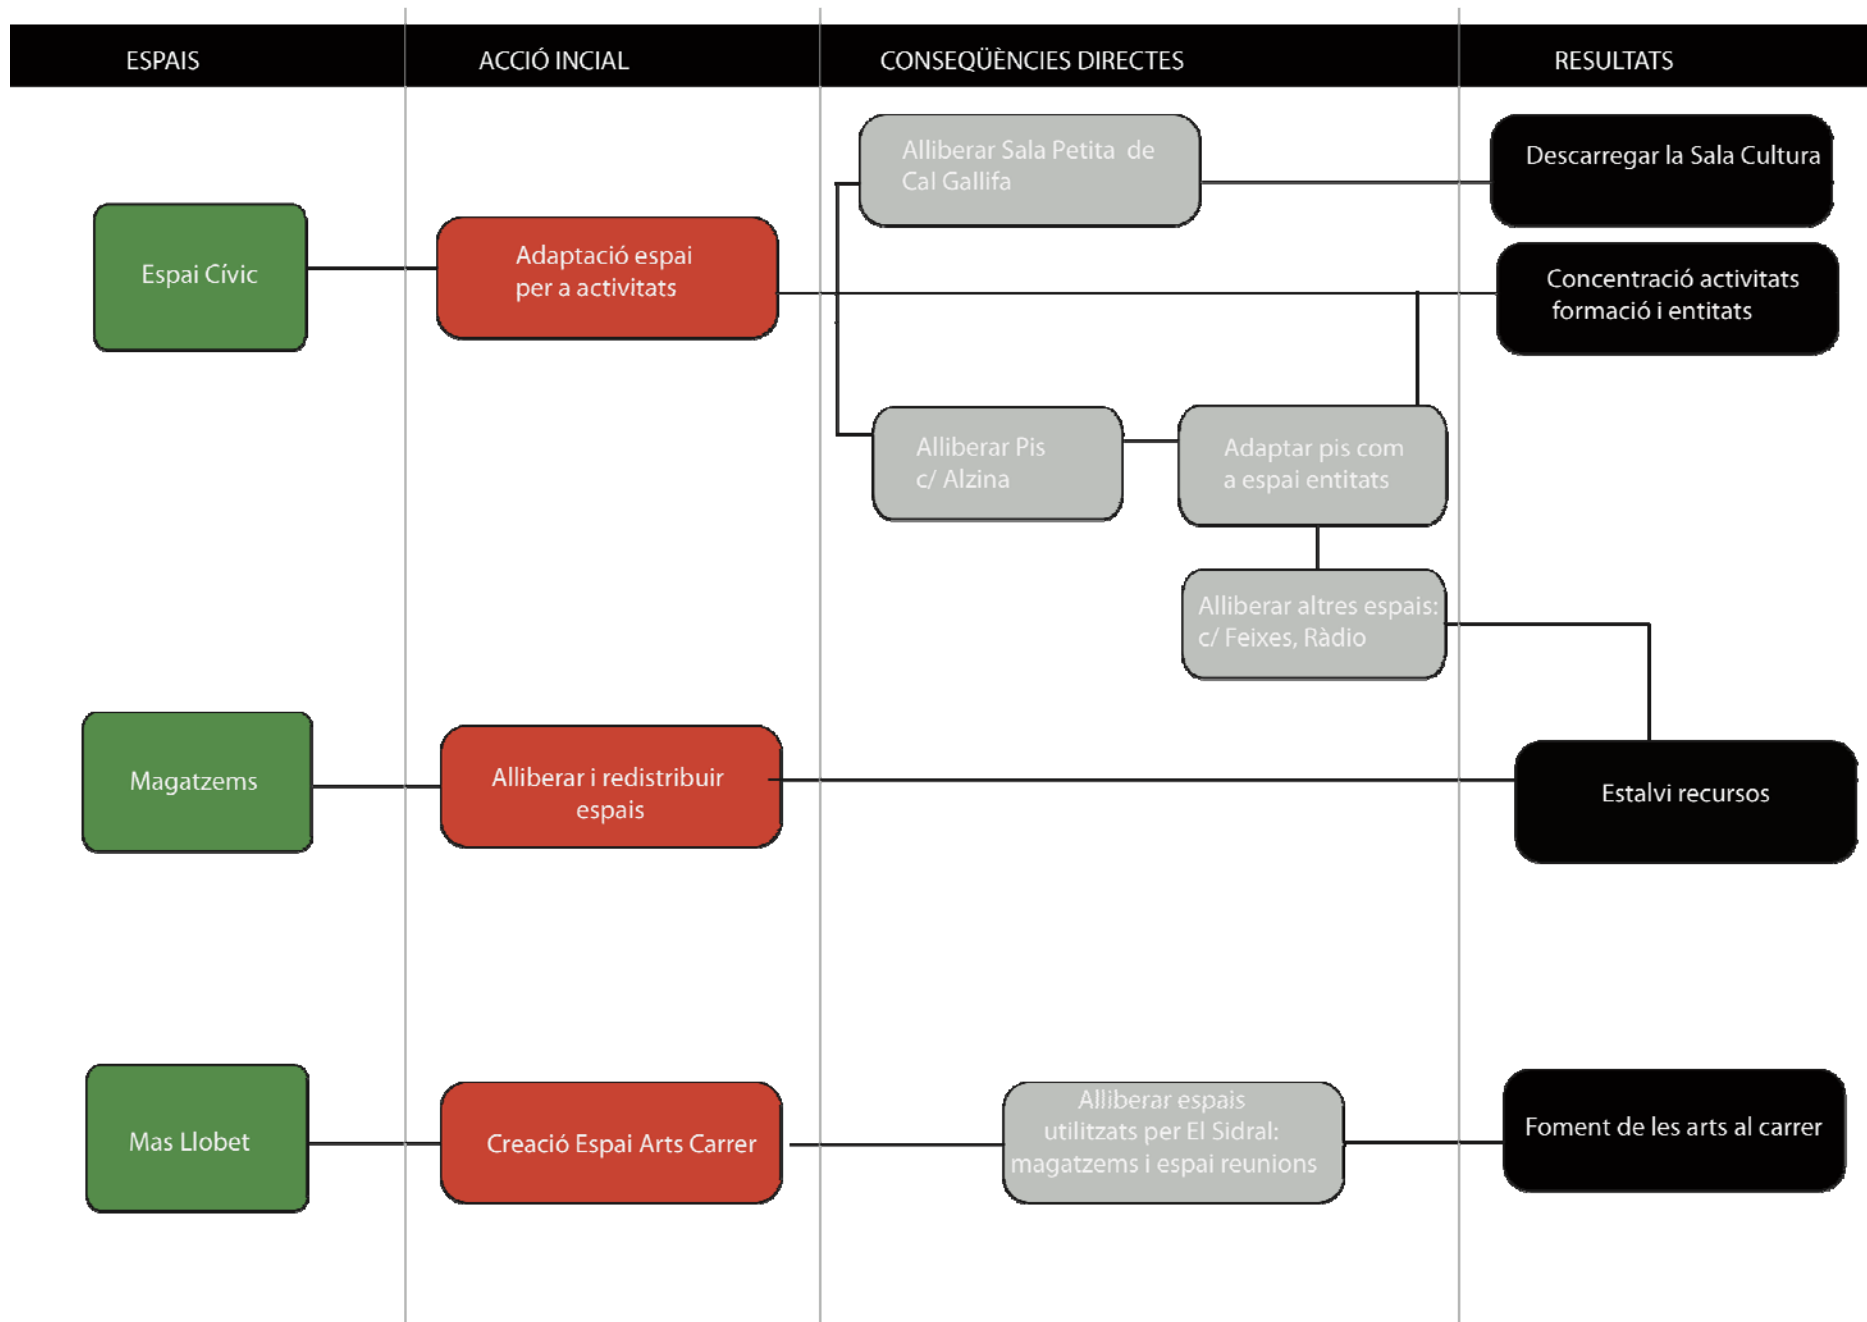 ESPAIS
ACCIÓ INCIAL
CONSEQÜÈNCIES DIRECTES
RESULTATS
Espai Cívic
Adaptació espai
per a activitats
Alliberar Sala Petita de
Cal Gallifa
Descarregar la Sala Cultura
Concentració activitats
formació i entitats
Alliberar Pis
c/ Alzina
Adaptar pis com
a espai entitats
Alliberar altres espais:
c/ Feixes, Ràdio
Magatzems
Alliberar i redistribuir
espais
Estalvi recursos
Mas Llobet
Creació Espai Arts Carrer
Alliberar espais
utilitzats per El Sidral:
magatzems i espai reunions
Foment de les arts al carrer